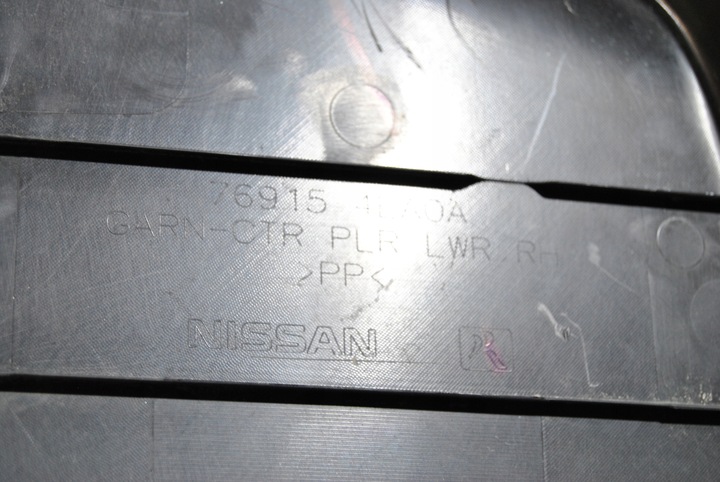 76915
GARN-CTR PLR LWR RH
>PP<
NISSAN R